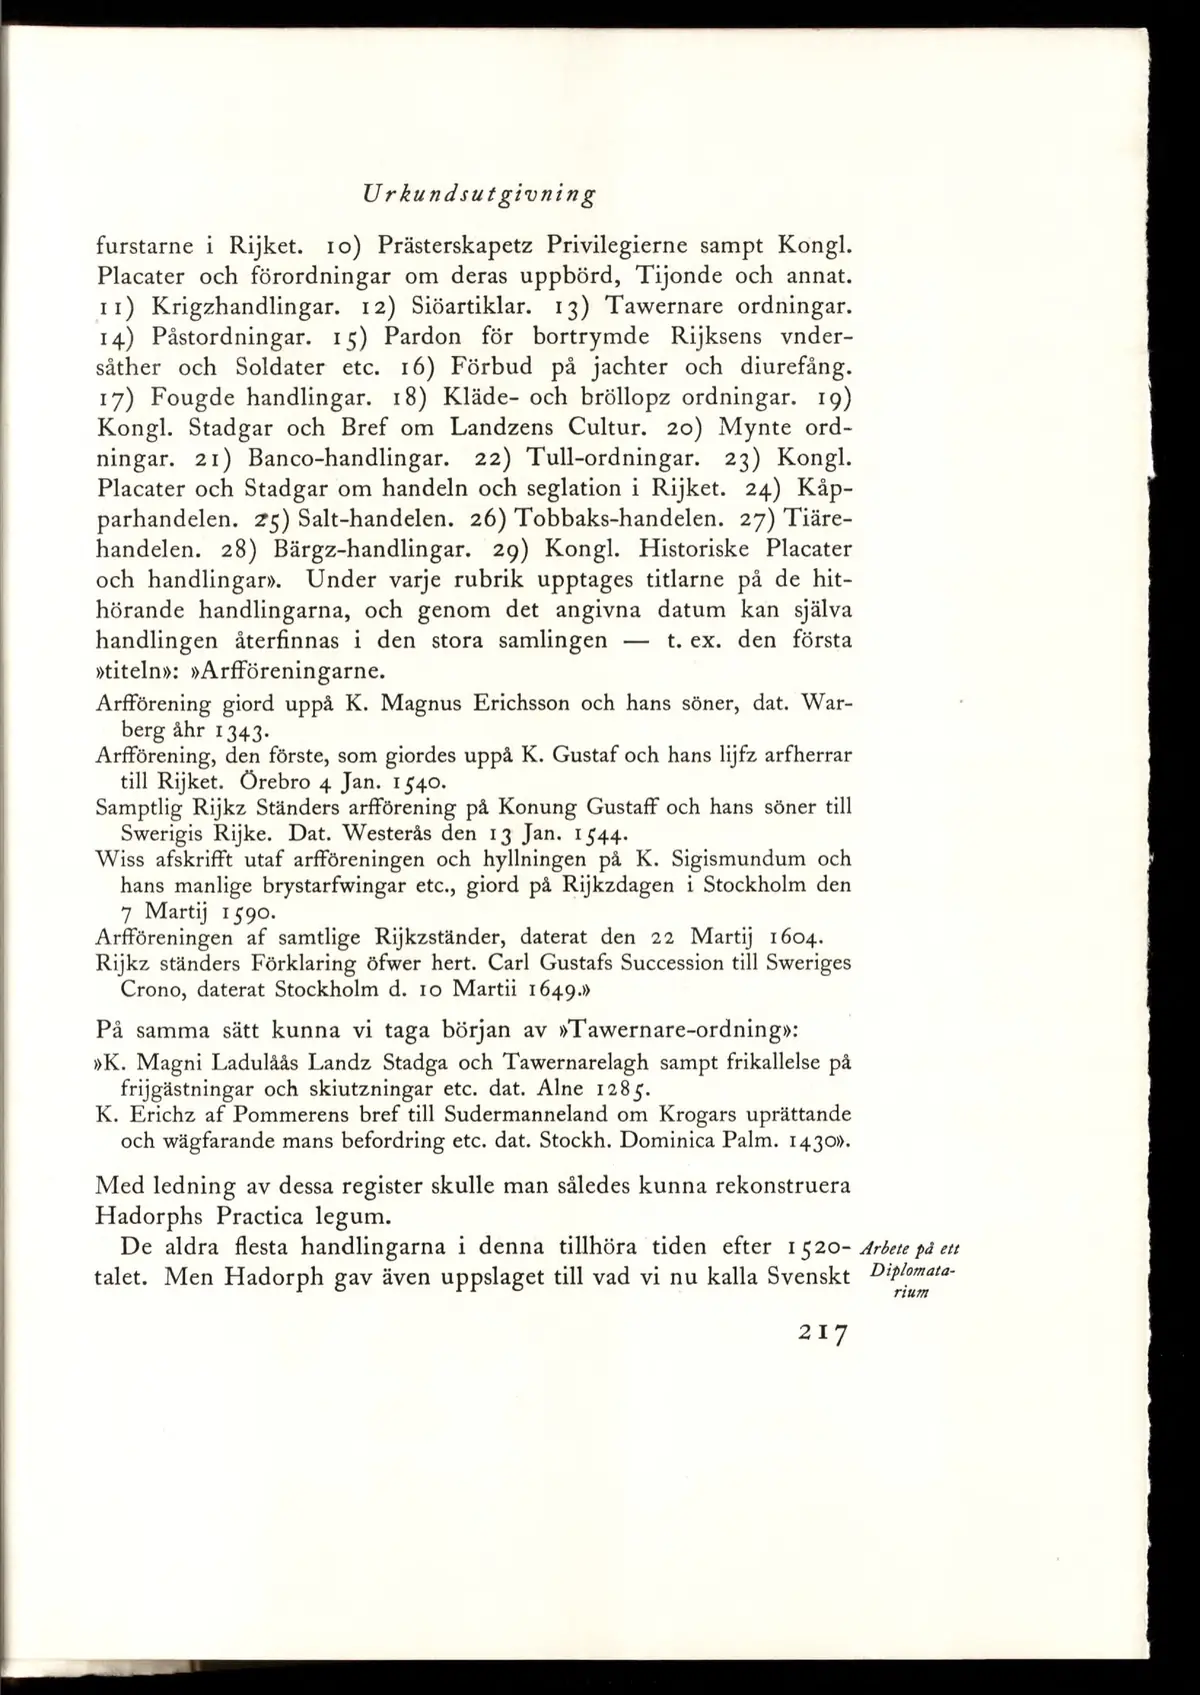 Urkundsutgivning
furstarne i Rijket. 10) Prästerskapetz Privilegierne sampt Kongl.
Placater och förordningar om deras uppbörd, Tijonde och annat.
11) Krigzhandlingar. 12) Siöartiklar. 13) Tawernare ordningar.
14) Påstordningar. 15) Pardon för bortrymde Rijksens vnder-
såther och Soldater etc. 16) Förbud på jachter och diurefång.
17) Fougde handlingar. 18) Kläde- och bröllopz ordningar. 19)
Kongl. Stadgar och Bref om Landzens Cultur. 20) Mynte ord-
ningar. 21) Banco-handlingar. 22) Tull-ordningar. 23) Kongl.
Placater och Stadgar om handeln och seglation i Rijket. 24) Kåp-
parhandelen. 25) Salt-handelen. 26) Tobbaks-handelen. 27) Tiäre-
handelen. 28) Bärgz-handlingar. 29) Kongl. Historiske Placater
och handlingar». Under varje rubrik upptages titlarne på de hit-
hörande handlingarna, och genom det angivna datum kan själva
handlingen återfinnas i den stora samlingen — t. ex. den första
»titeln»: »Arfföreningarne.
Arfförening giord uppå K. Magnus Erichsson och hans söner, dat. War-
berg åhr 1343.
Arfförening, den förste, som giordes uppå K. Gustaf och hans lijfz arfherrar
till Rijket. Örebro 4 Jan. 1540.
Samptlig Rijkz Ständers arfförening på Konung Gustaff och hans söner till
Swerigis Rijke. Dat. Westerås den 13 Jan. 1544.
Wiss afskrifft utaf arfföreningen och hyllningen på K. Sigismundum och
hans manlige brystarfwingar etc., giord på Rijkzdagen i Stockholm den
7 Martij 1590.
Arfföreningen af samtlige Rijkzständer, daterat den 22 Martij 1604.
Rijkz ständers Förklaring öfwer hert. Carl Gustafs Succession till Sweriges
Crono, daterat Stockholm d. 10 Martii 1649.»
På samma sätt kunna vi taga början av »Tawernare-ordning»:
»K. Magni Ladulåås Landz Stadga och Tawernarelagh sampt frikallelse på
frijgästningar och skiutzningar etc. dat. Alne 1285.
K. Erichz af Pommerens bref till Sudermanneland om Krogars uprättande
och wägfarande mans befordring etc. dat. Stockh. Dominica Palm. 1430».
Med ledning av dessa register skulle man således kunna rekonstruera
Hadorphs Practica legum.
De aldra flesta handlingarna i denna tillhöra tiden efter 1520- Arbete på ett
talet. Men Hadorph gav även uppslaget till vad vi nu kalla Svenskt Diplomata-
rium
217